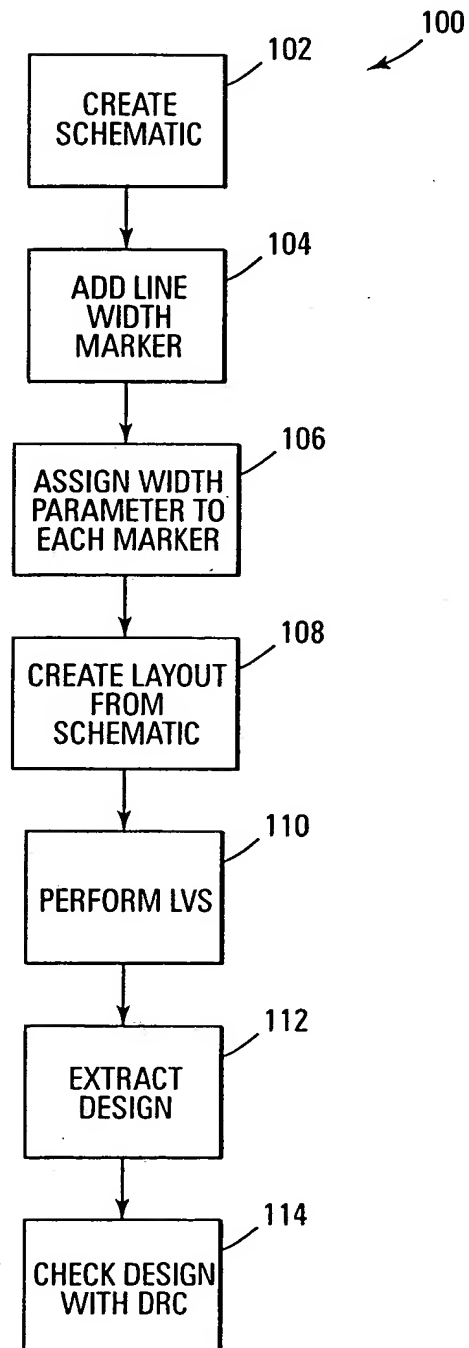 100
102
CREATE
SCHEMATIC
104
ADD LINE
WIDTH
MARKER
106
ASSIGN WIDTH
PARAMETER TO
EACH MARKER
108
CREATE LAYOUT
FROM
SCHEMATIC
110
PERFORM LVS
112
EXTRACT
DESIGN
114
CHECK DESIGN
WITH DRC